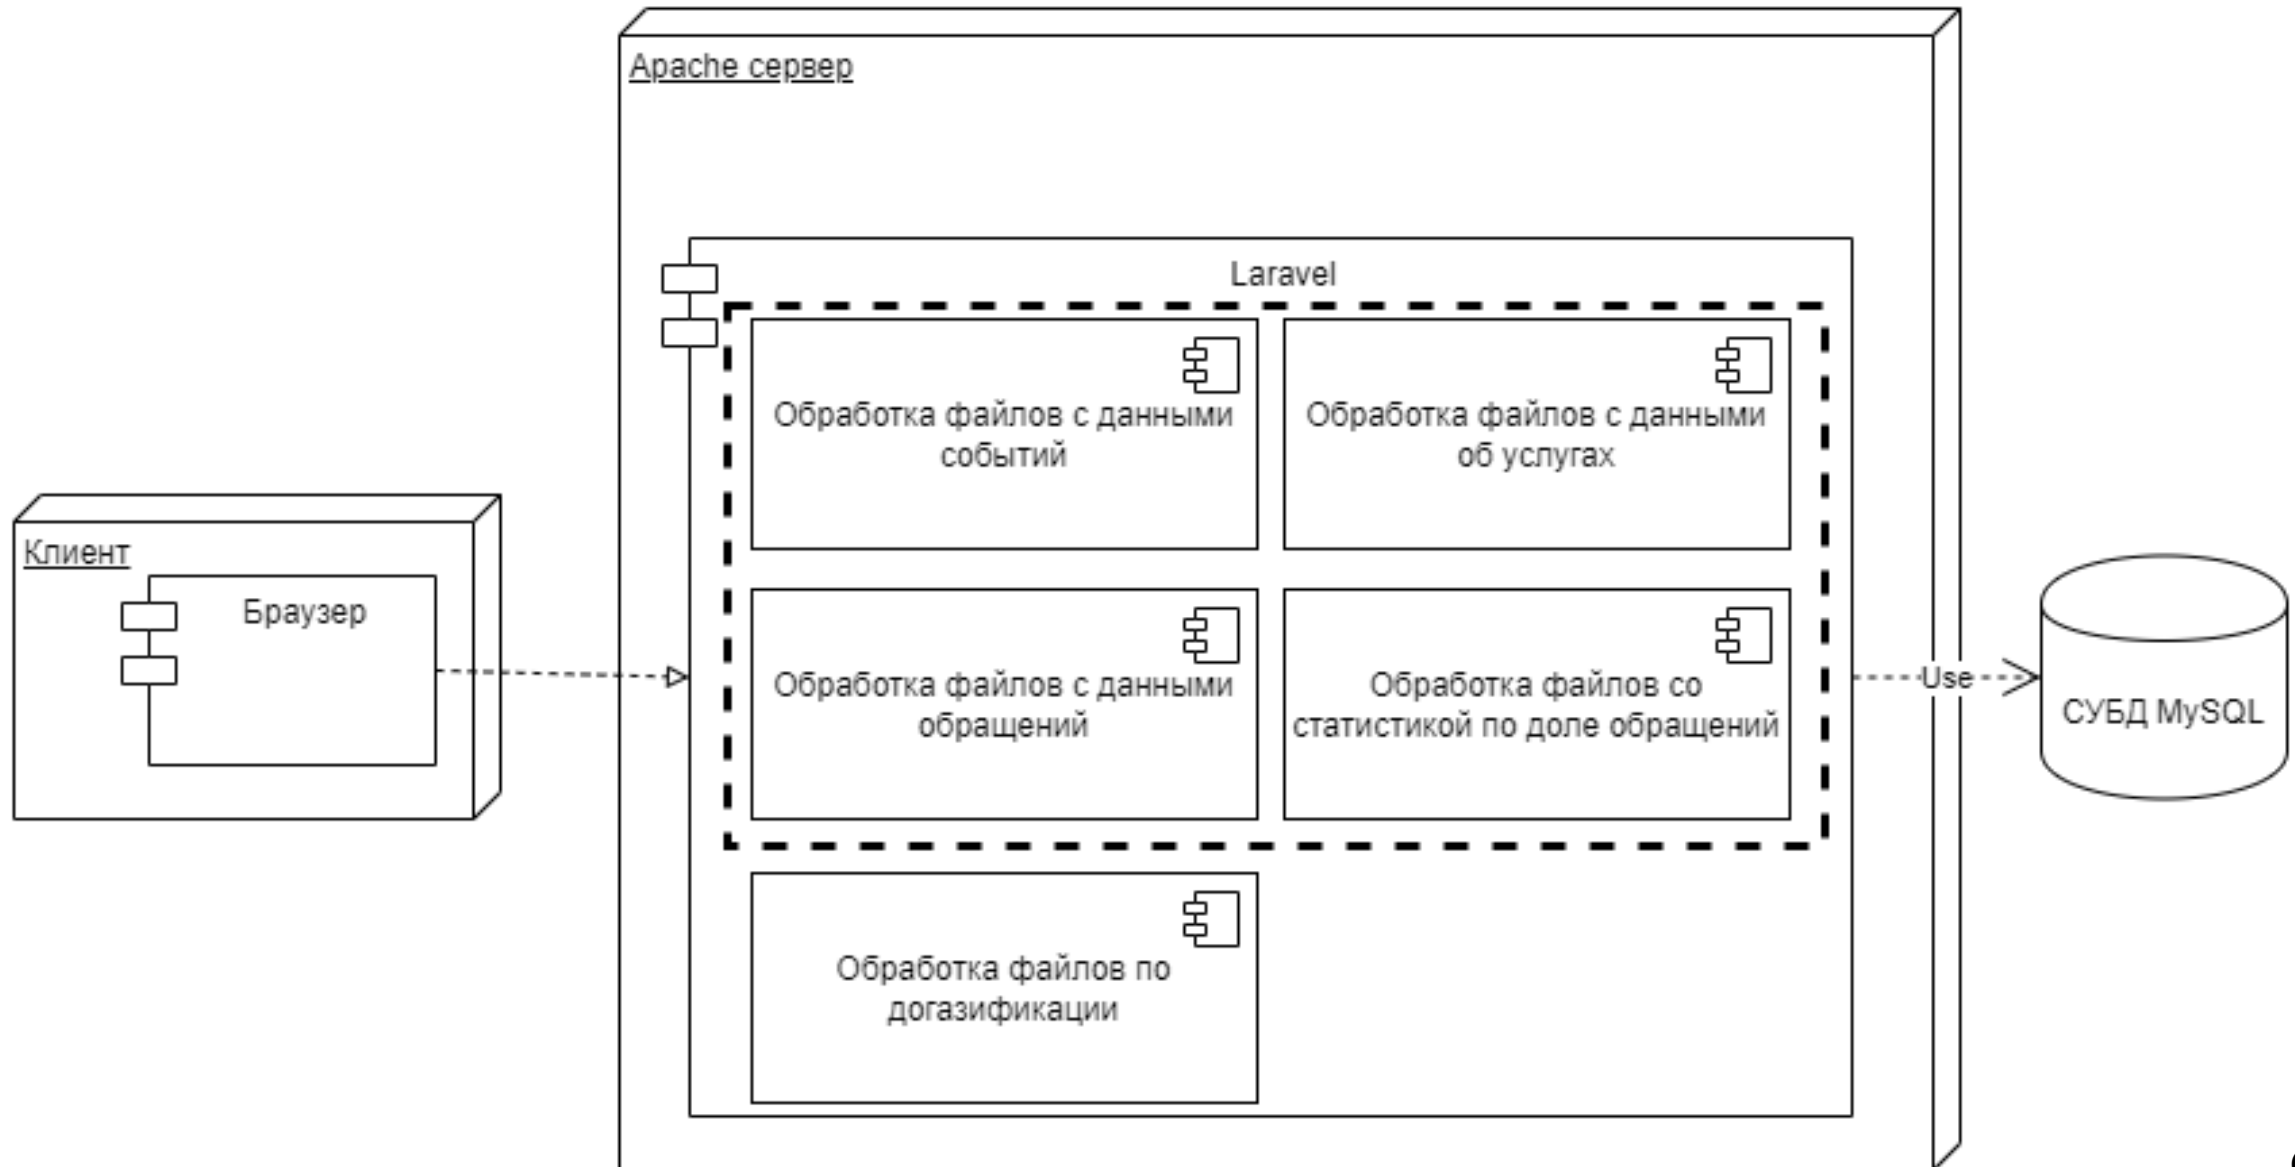 Apache сервер
Laravel
Обработка файлов с данными
событий
Обработка файлов с данными
об услугах
Клиент
Браузер
Обработка файлов с данными
обращений
Обработка файлов со
статистикой по доле обращений
Use
СУБД MySQL
Обработка файлов по
догазификации